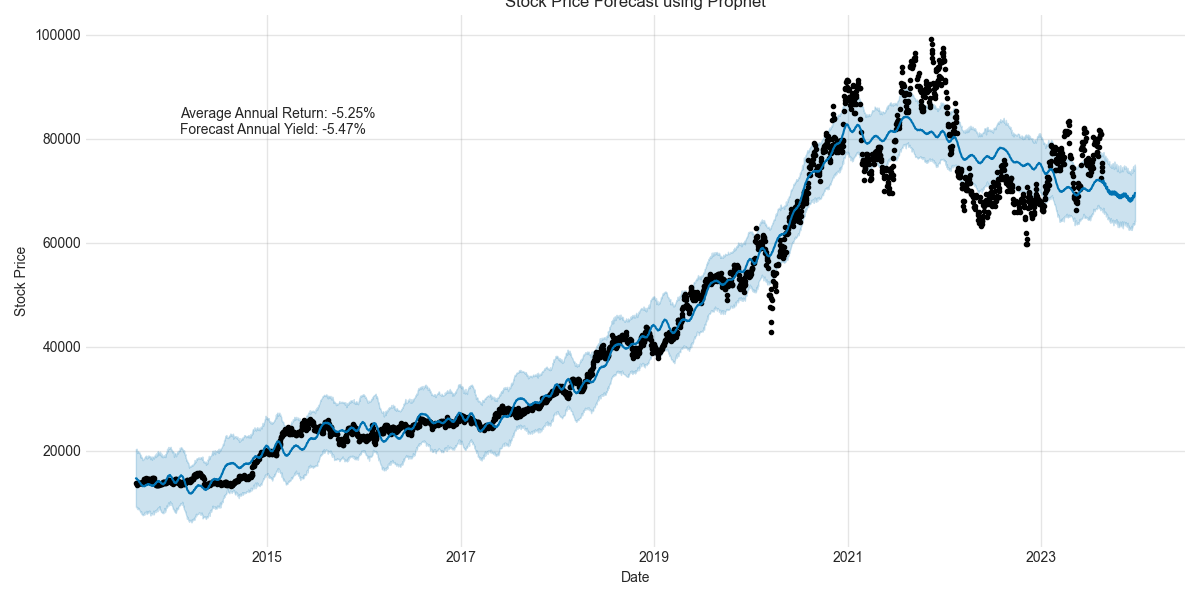 Stock Price Forecast using Prophet
100000
Average Annual Return: -5.25%
Forecast Annual Yield: -5.47%
80000
60000
Stock Price
40000
20000
2015 2017 2019 2021 2023
Date